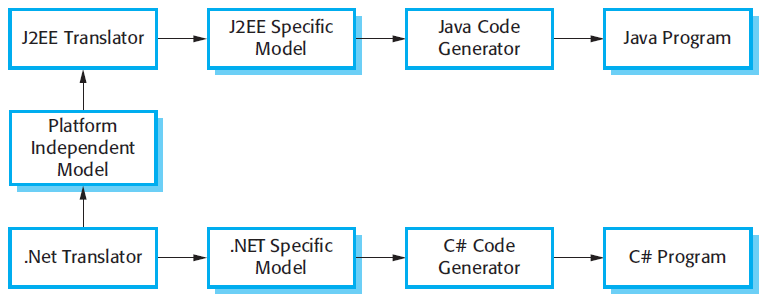 J2EE Translator
J2EE Specific
Model
Java Code
Generator
Java Program
Platform
Independent
Model
.Net Translator
.NET Specific
Model
C# Code
Generator
C# Program